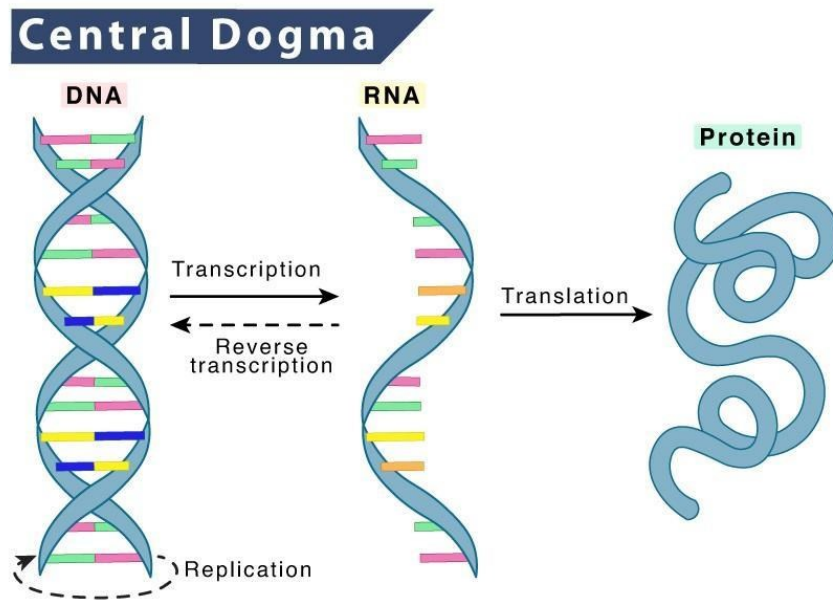 Central Dogma
DNA
RNA
Protein
Transcription
Reverse
transcription
Translation
Replication